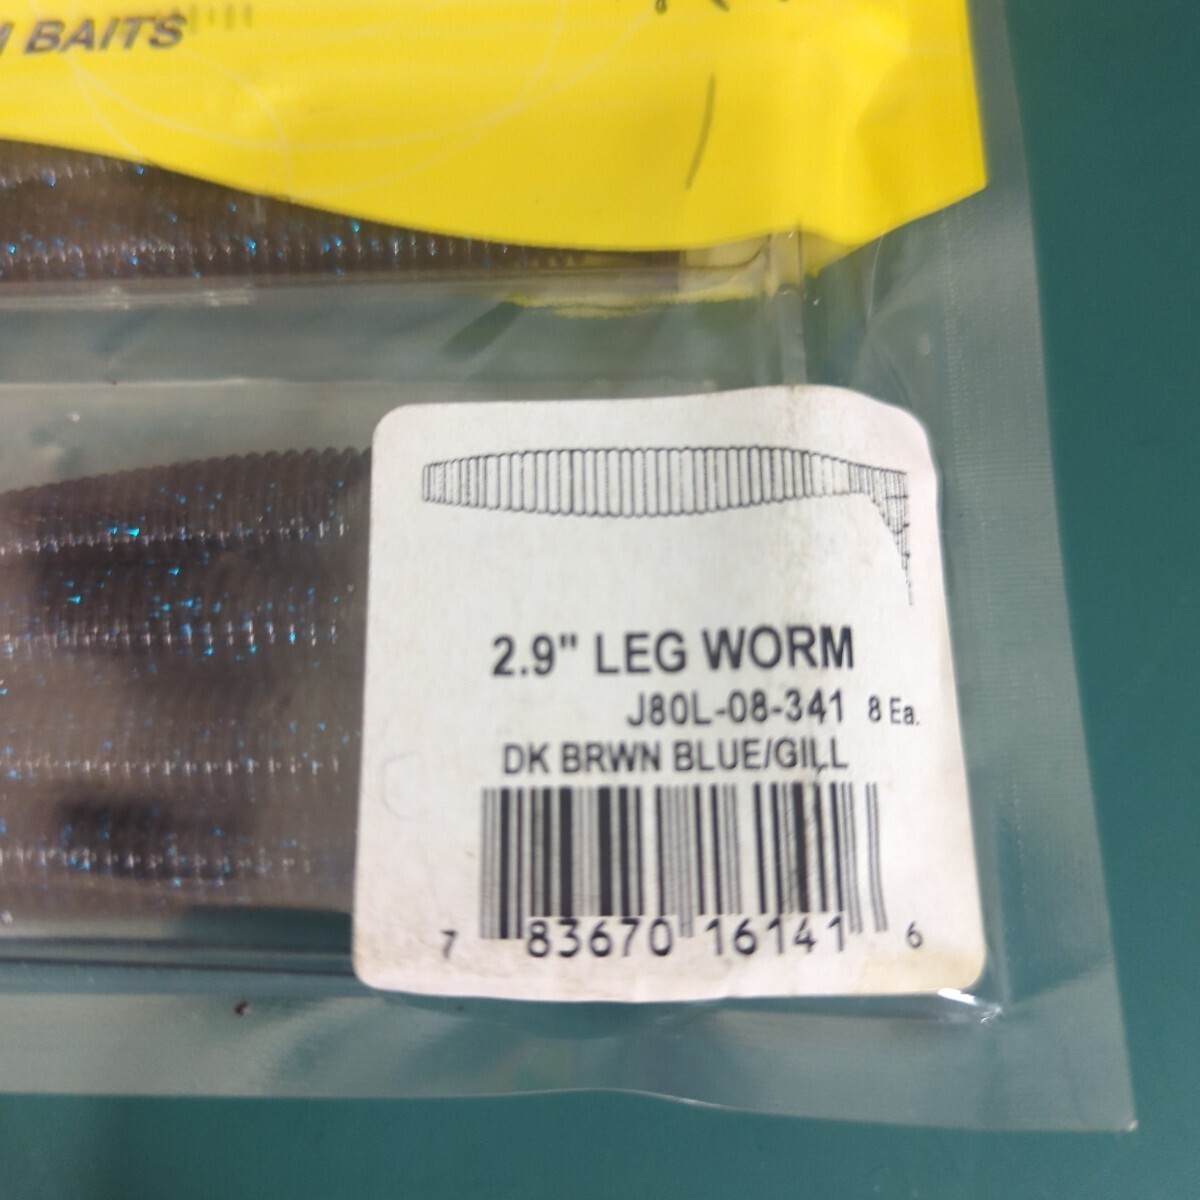 BAITS
2.9" LEG WORM
J80L-08-341 8 Ea.
DK BRWN BLUE/GILL
7 83670 16141 6